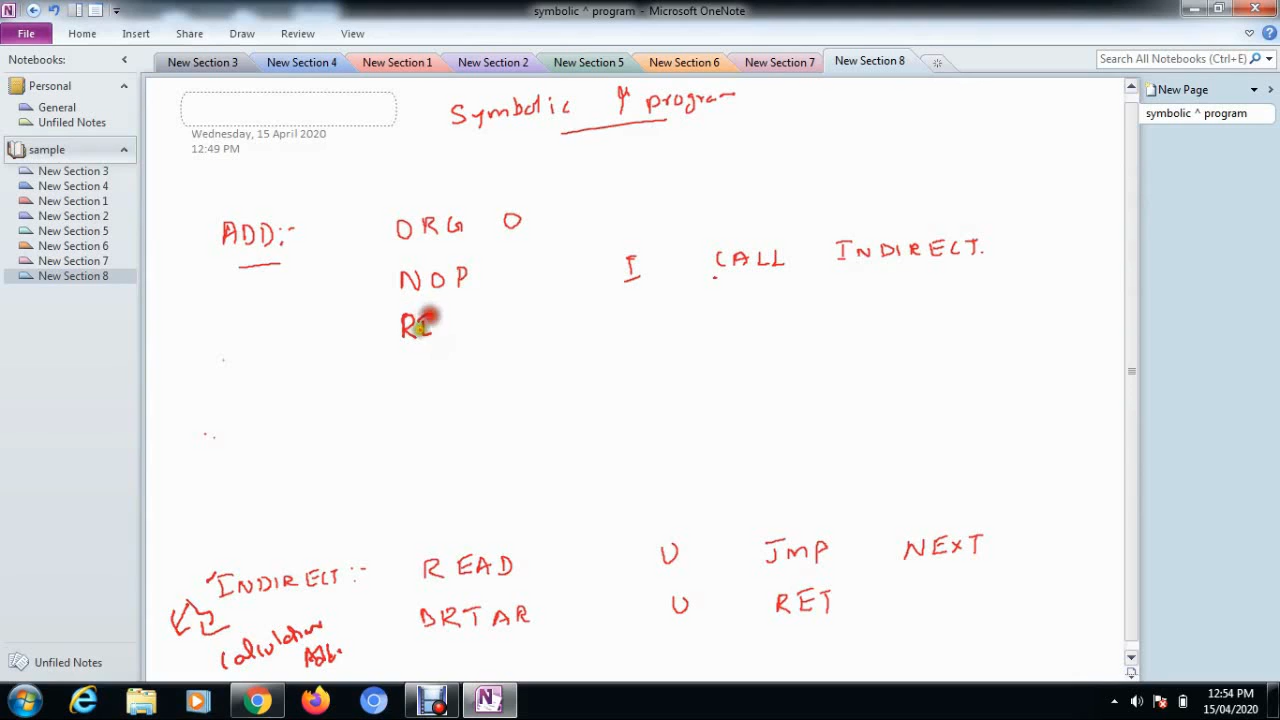 symbolic ^ program - Microsoft OneNote
File Home Insert Share Draw Review View
Notebooks:
New Section 3 New Section 4 New Section 1 New Section 2 New Section 5 New Section 6 New Section 7 New Section 8
Search All Notebooks (Ctrl+E)
Personal
General
Unfiled Notes
sample
New Section 3
New Section 4
New Section 1
New Section 2
New Section 5
New Section 6
New Section 7
New Section 8
Unfiled Notes
New Page
symbolic ^ program
Symbolic program
Wednesday, 15 April 2020
12:49 PM
ADD:- ORG 0
NOP I CALL INDIRECT.
INDIRECT:- READ U JMP NEXT
DRTAR U RET
12:54 PM
15/04/2020